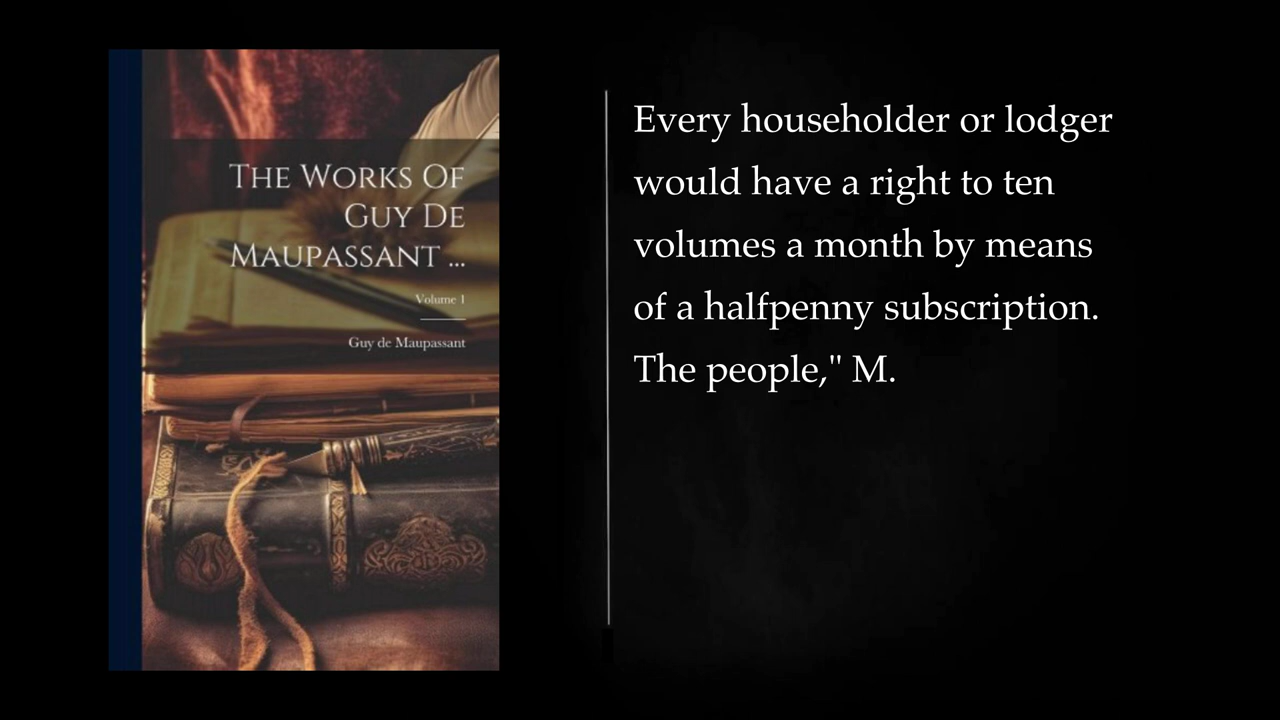 THE WORKS OF
GUY DE
MAUPASSANT ...
Volume 1
Guy de Maupassant
Every householder or lodger
would have a right to ten
volumes a month by means
of a halfpenny subscription.
The people," M.